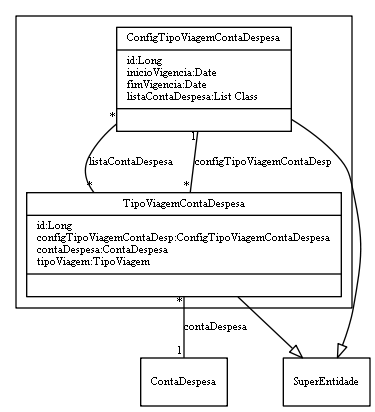 ConfigTipoViagemContaDespesa
id:Long
inicioVigencia:Date
fimVigencia:Date
listaContaDespesa:List Class
*
1
listaContaDespesa
configTipoViagemContaDesp
*
*
TipoViagemContaDespesa
id:Long
configTipoViagemContaDesp:ConfigTipoViagemContaDespesa
contaDespesa:ContaDespesa
tipoViagem:TipoViagem
*
contaDespesa
1
ContaDespesa
SuperEntidade